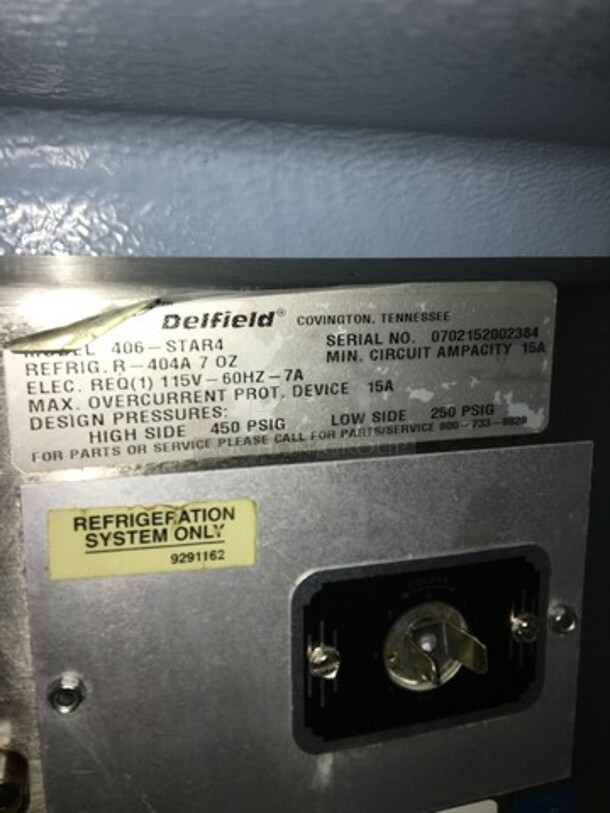 Delfield® COVINGTON, TENNESSEE
MODEL 406-STAR4 SERIAL NO. 0702152002384
REFRIG. R-404A 7 OZ MIN. CIRCUIT AMPACITY 15A
ELEC. REQ(1) 115V-60HZ-7A
MAX. OVERCURRENT PROT. DEVICE 15A
DESIGN PRESSURES:
HIGH SIDE 450 PSIG LOW SIDE 250 PSIG
FOR PARTS OR SERVICE PLEASE CALL FOR PARTS/SERVICE 800-733-8829
REFRIGERATION
SYSTEM ONLY
9291162